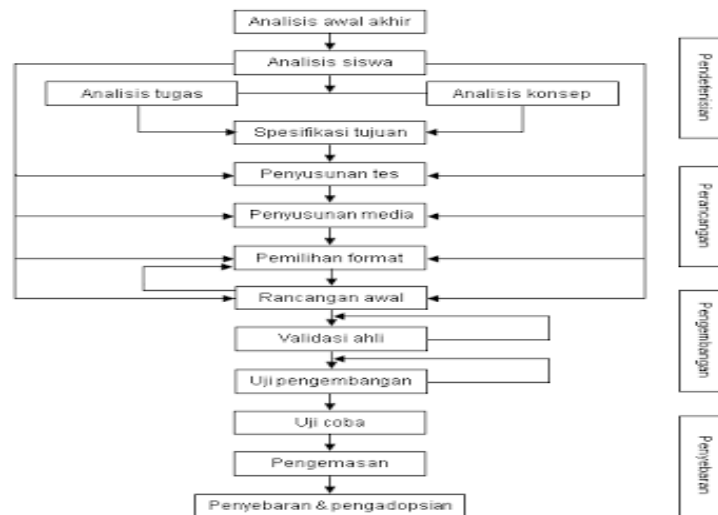 Analisis awal akhir
Analisis siswa
Analisis tugas
Analisis konsep
Spesifikasi tujuan
Penyusunan tes
Penyusunan media
Pemilihan format
Rancangan awal
Validasi ahli
Uji pengembangan
Uji coba
Pengemasan
Penyebaran & pengadopsian
Pendefenisian
Perancangan
Pengembangan
Penyebaran